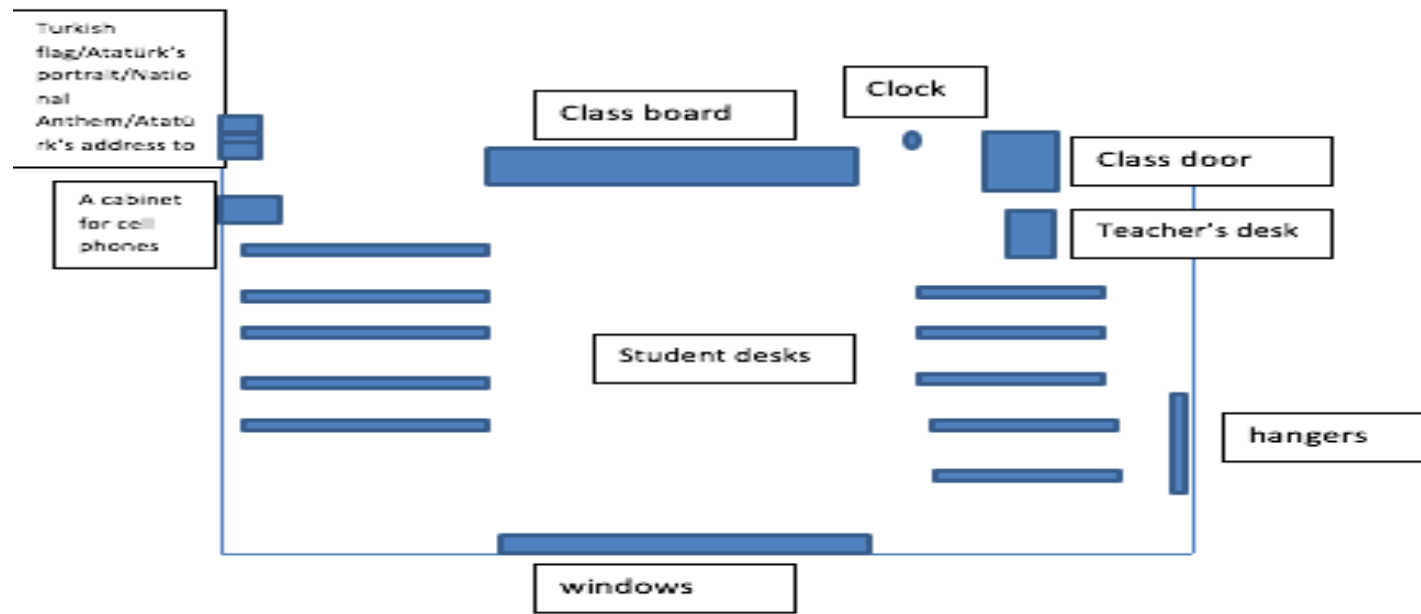 Turkish
flag/Atatürk's
portrait/Natio
nal
Anthem/Atatü
rk's address to
Class board
Clock
Class door
A cabinet
for cell
phones
Teacher's desk
Student desks
hangers
windows